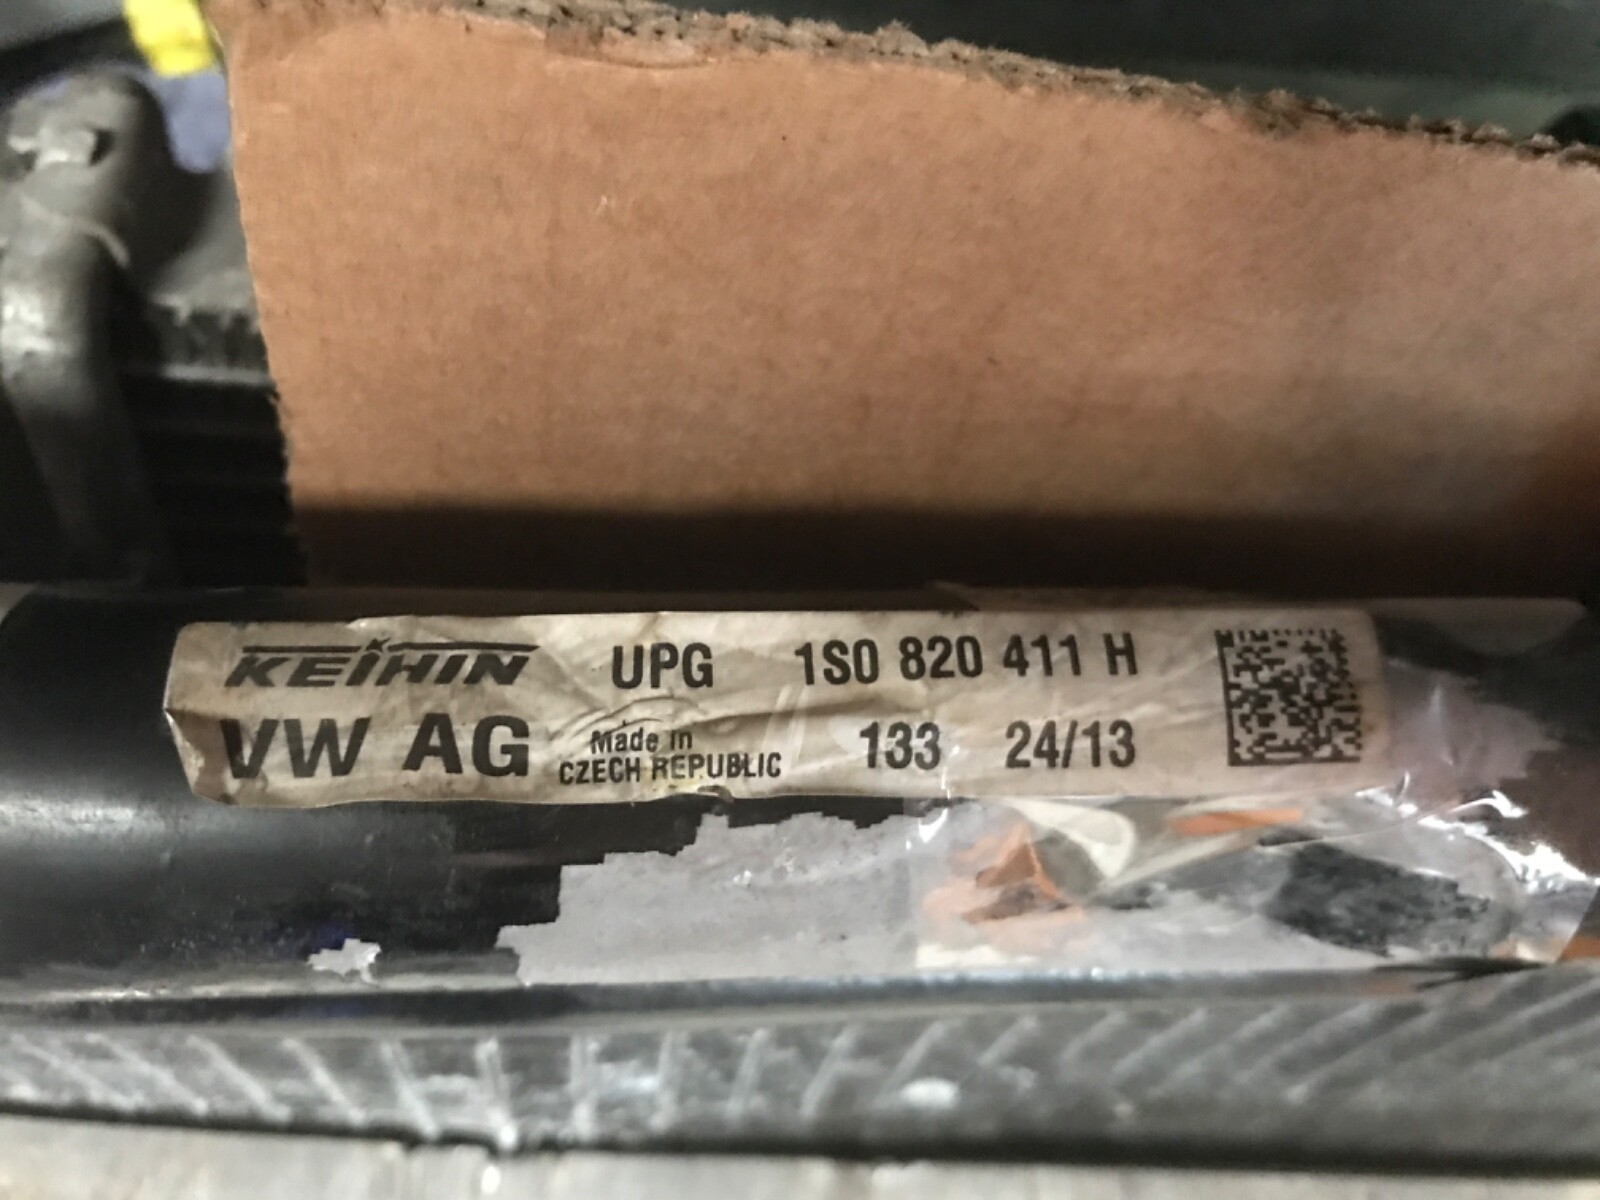 KEIHIN UPG 1S0 820 411 H
VW AG Made in CZECH REPUBLIC 133 24/13